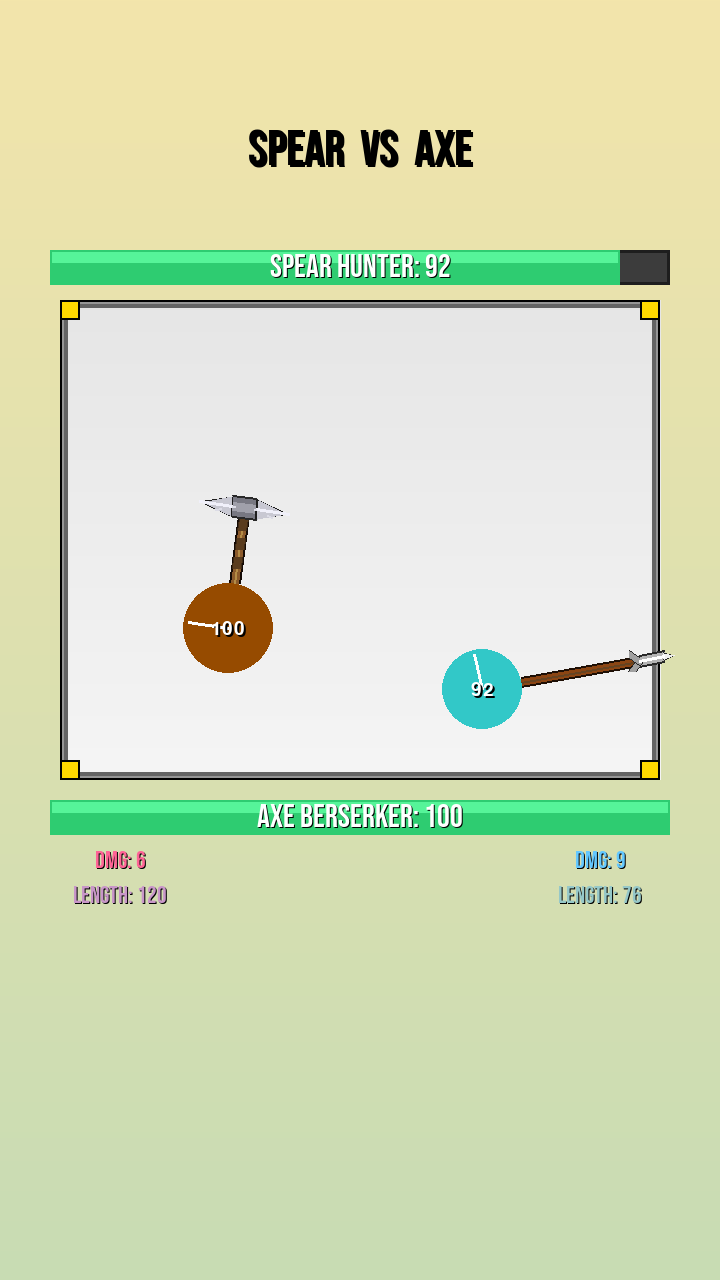 SPEAR VS AXE
SPEAR HUNTER: 92
100
92
AXE BERSERKER: 100
DMG: 6
DMG: 9
LENGTH: 120
LENGTH: 76